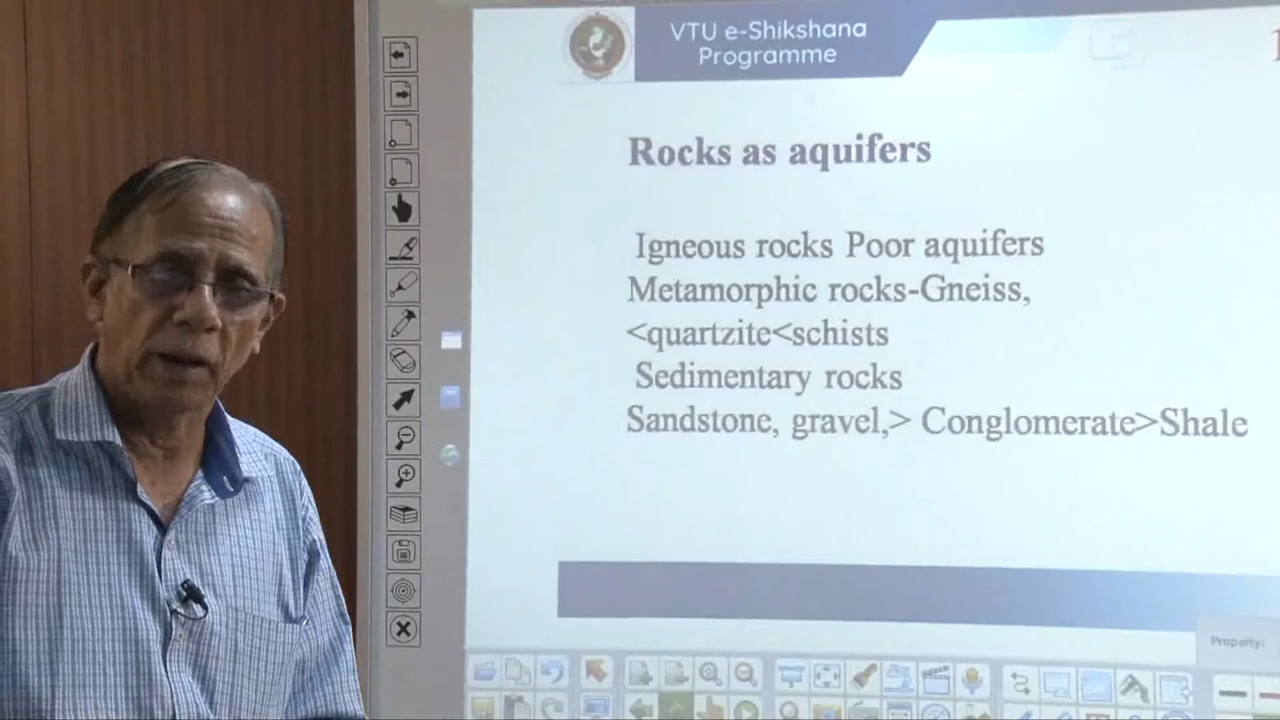 VTU e-Shikshana
Programme
Rocks as aquifers
Igneous rocks Poor aquifers
Metamorphic rocks-Gneiss,
<quartzite<schists
Sedimentary rocks
Sandstone, gravel,> Conglomerate>Shale
Property: